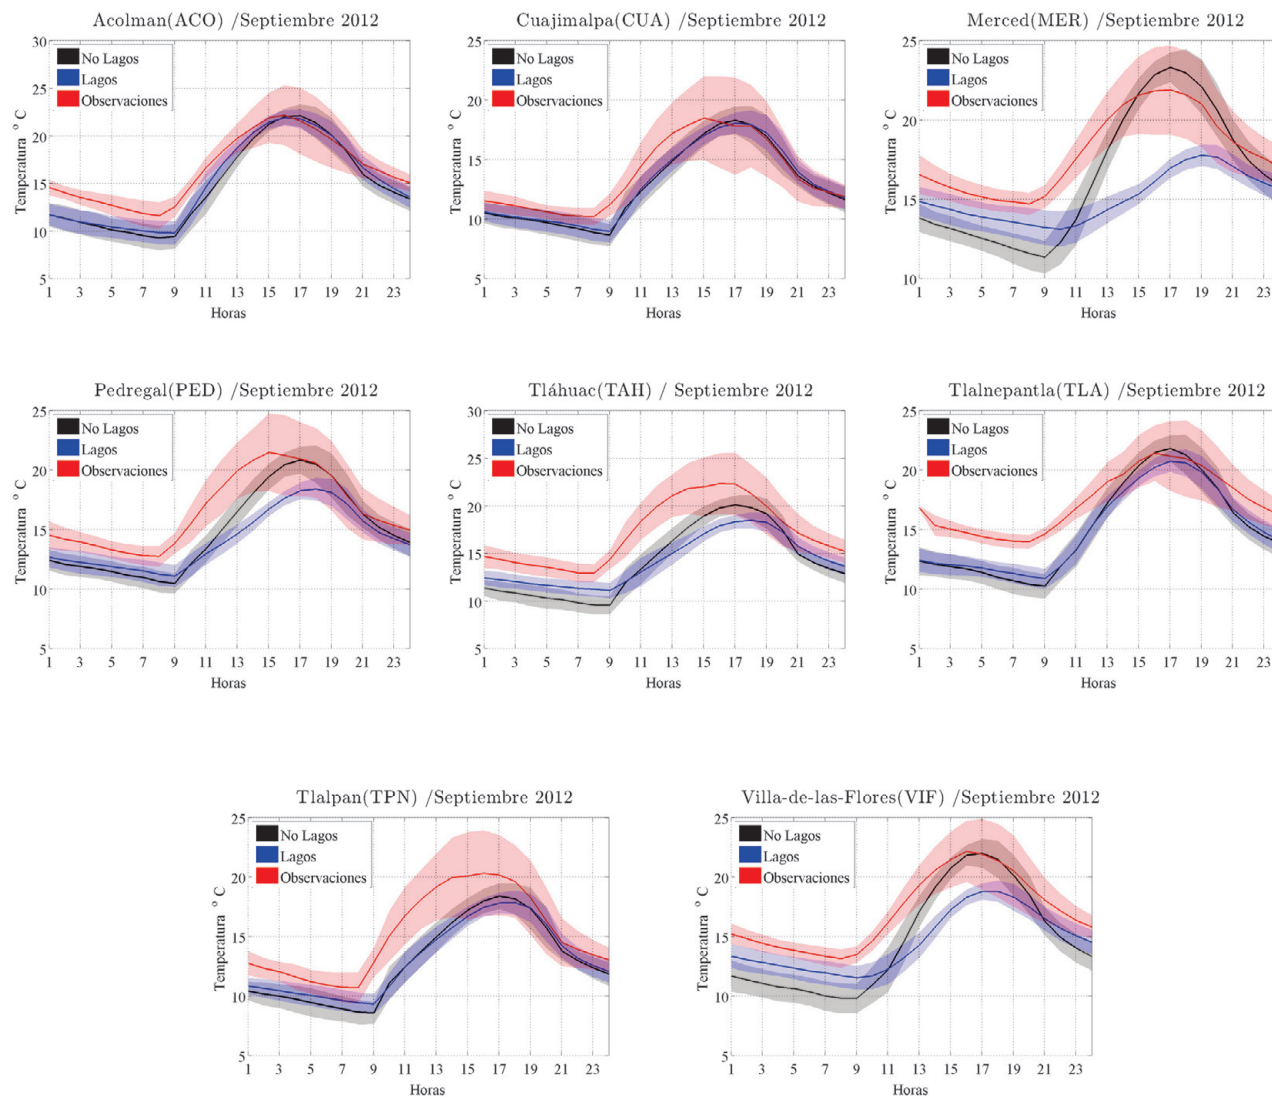 Acolman(ACO) /Septiembre 2012
30
25
20
15
10
5
Temperatura º C
No Lagos
Lagos
Observaciones
1 3 5 7 9 11 13 15 17 19 21 23
Horas
Cuajimalpa(CUA) /Septiembre 2012
25
20
15
10
5
Temperatura º C
No Lagos
Lagos
Observaciones
1 3 5 7 9 11 13 15 17 19 21 23
Horas
Merced(MER) /Septiembre 2012
25
20
15
10
Temperatura º C
No Lagos
Lagos
Observaciones
1 3 5 7 9 11 13 15 17 19 21 23
Horas
Pedregal(PED) /Septiembre 2012
25
20
15
10
5
Temperatura º C
No Lagos
Lagos
Observaciones
1 3 5 7 9 11 13 15 17 19 21 23
Horas
Tláhuac(TAH) / Septiembre 2012
30
25
20
15
10
5
Temperatura º C
No Lagos
Lagos
Observaciones
1 3 5 7 9 11 13 15 17 19 21 23
Horas
Tlalnepantla(TLA) /Septiembre 2012
25
20
15
10
5
Temperatura º C
No Lagos
Lagos
Observaciones
1 3 5 7 9 11 13 15 17 19 21 23
Horas
Tlalpan(TPN) /Septiembre 2012
25
20
15
10
5
Temperatura º C
No Lagos
Lagos
Observaciones
1 3 5 7 9 11 13 15 17 19 21 23
Horas
Villa-de-las-Flores(VIF) /Septiembre 2012
25
20
15
10
5
Temperatura º C
No Lagos
Lagos
Observaciones
1 3 5 7 9 11 13 15 17 19 21 23
Horas